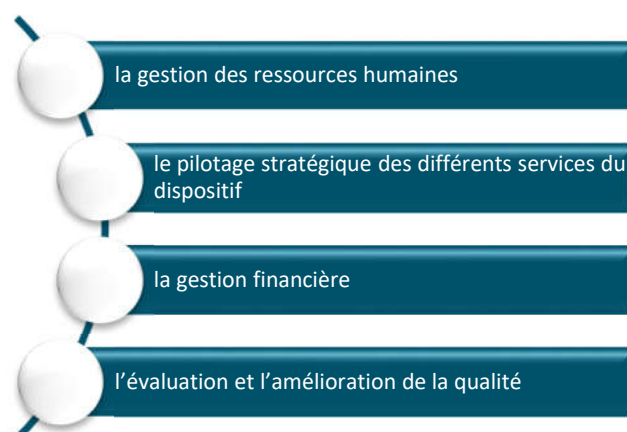 la gestion des ressources humaines
le pilotage stratégique des différents services du
dispositif
la gestion financière
l’évaluation et l’amélioration de la qualité